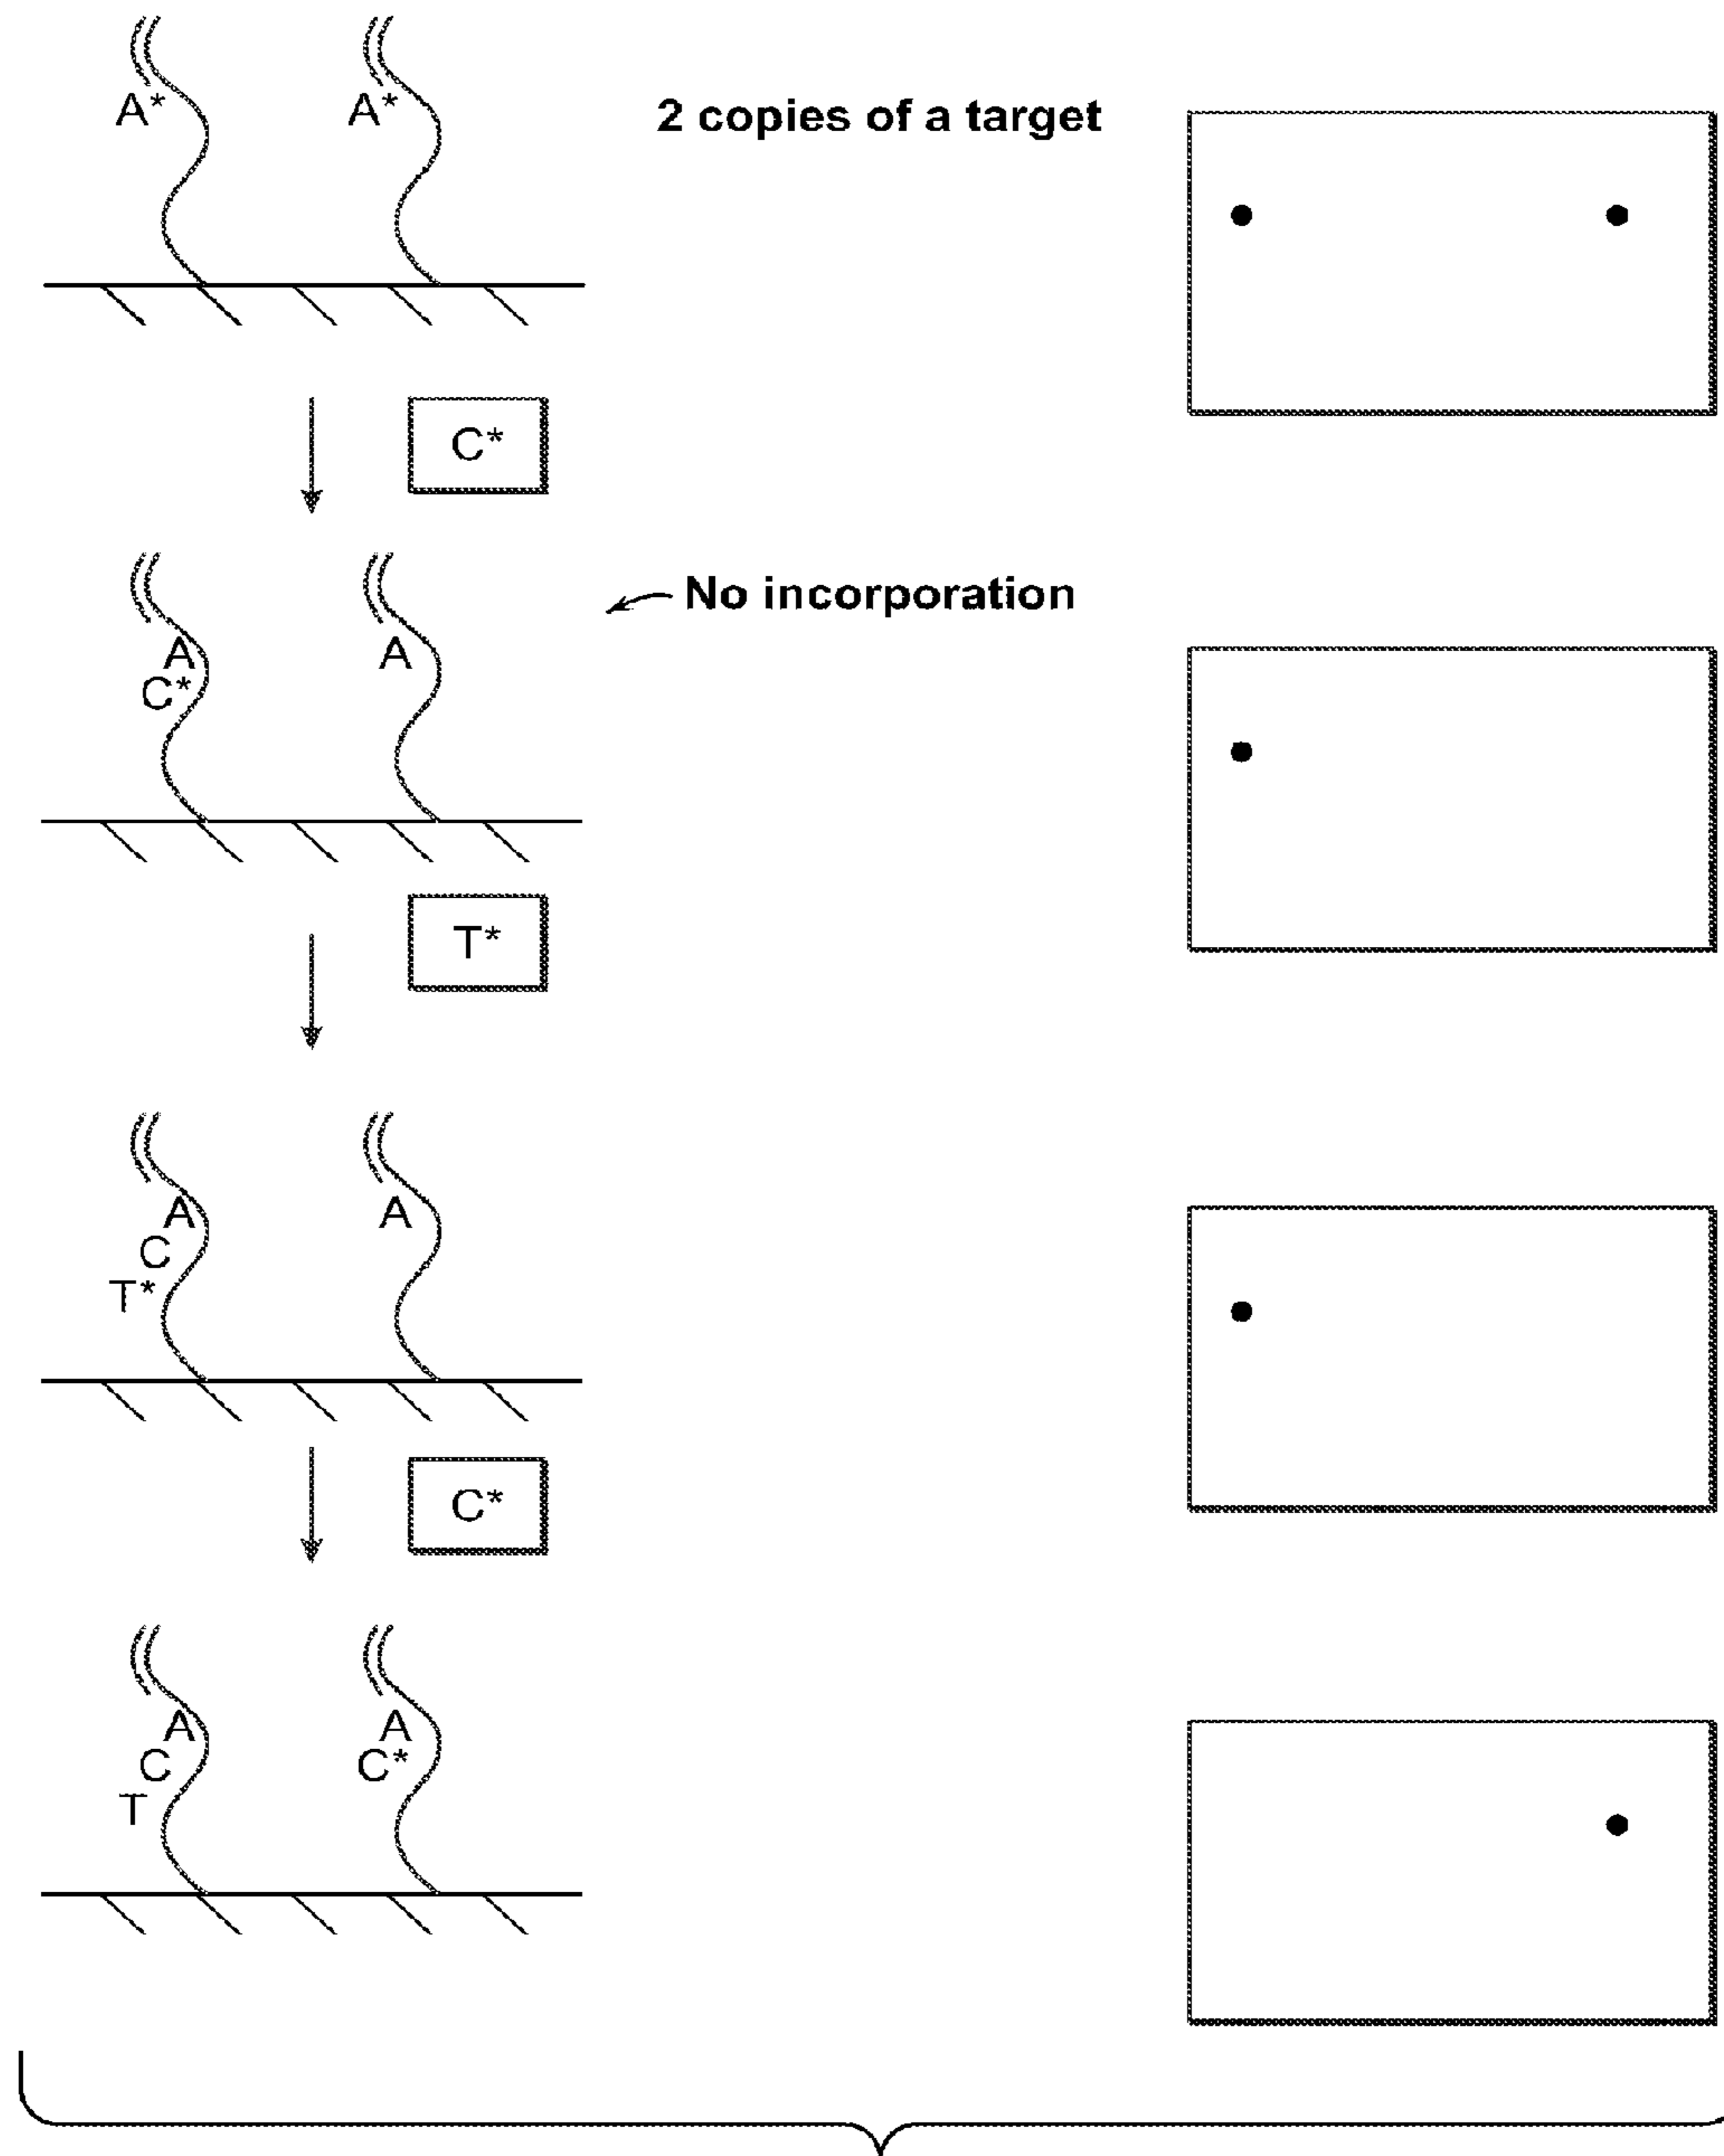 A* A* 2 copies of a target
C*
No incorporation
A A
C*
T*
A A
C
T*
C*
A A
C C*
T